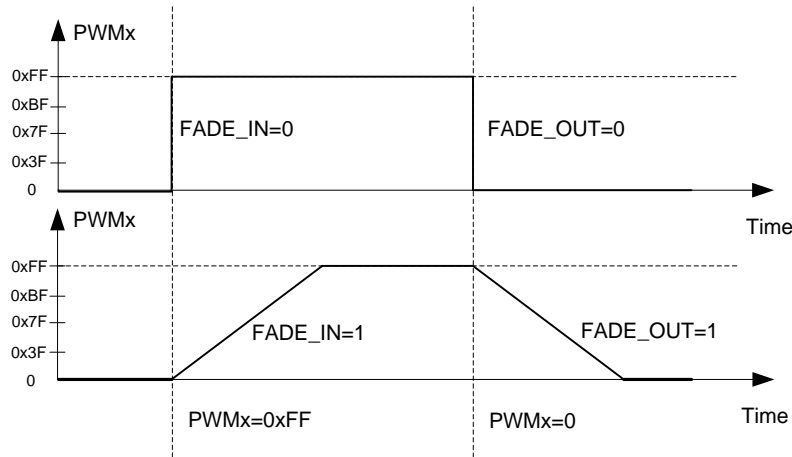 PWMx
0xFF
0xBF
0x7F
0x3F
0
FADE_IN=0
FADE_OUT=0
Time
PWMx
0xFF
0xBF
0x7F
0x3F
0
FADE_IN=1
FADE_OUT=1
PWMx=0xFF
PWMx=0
Time